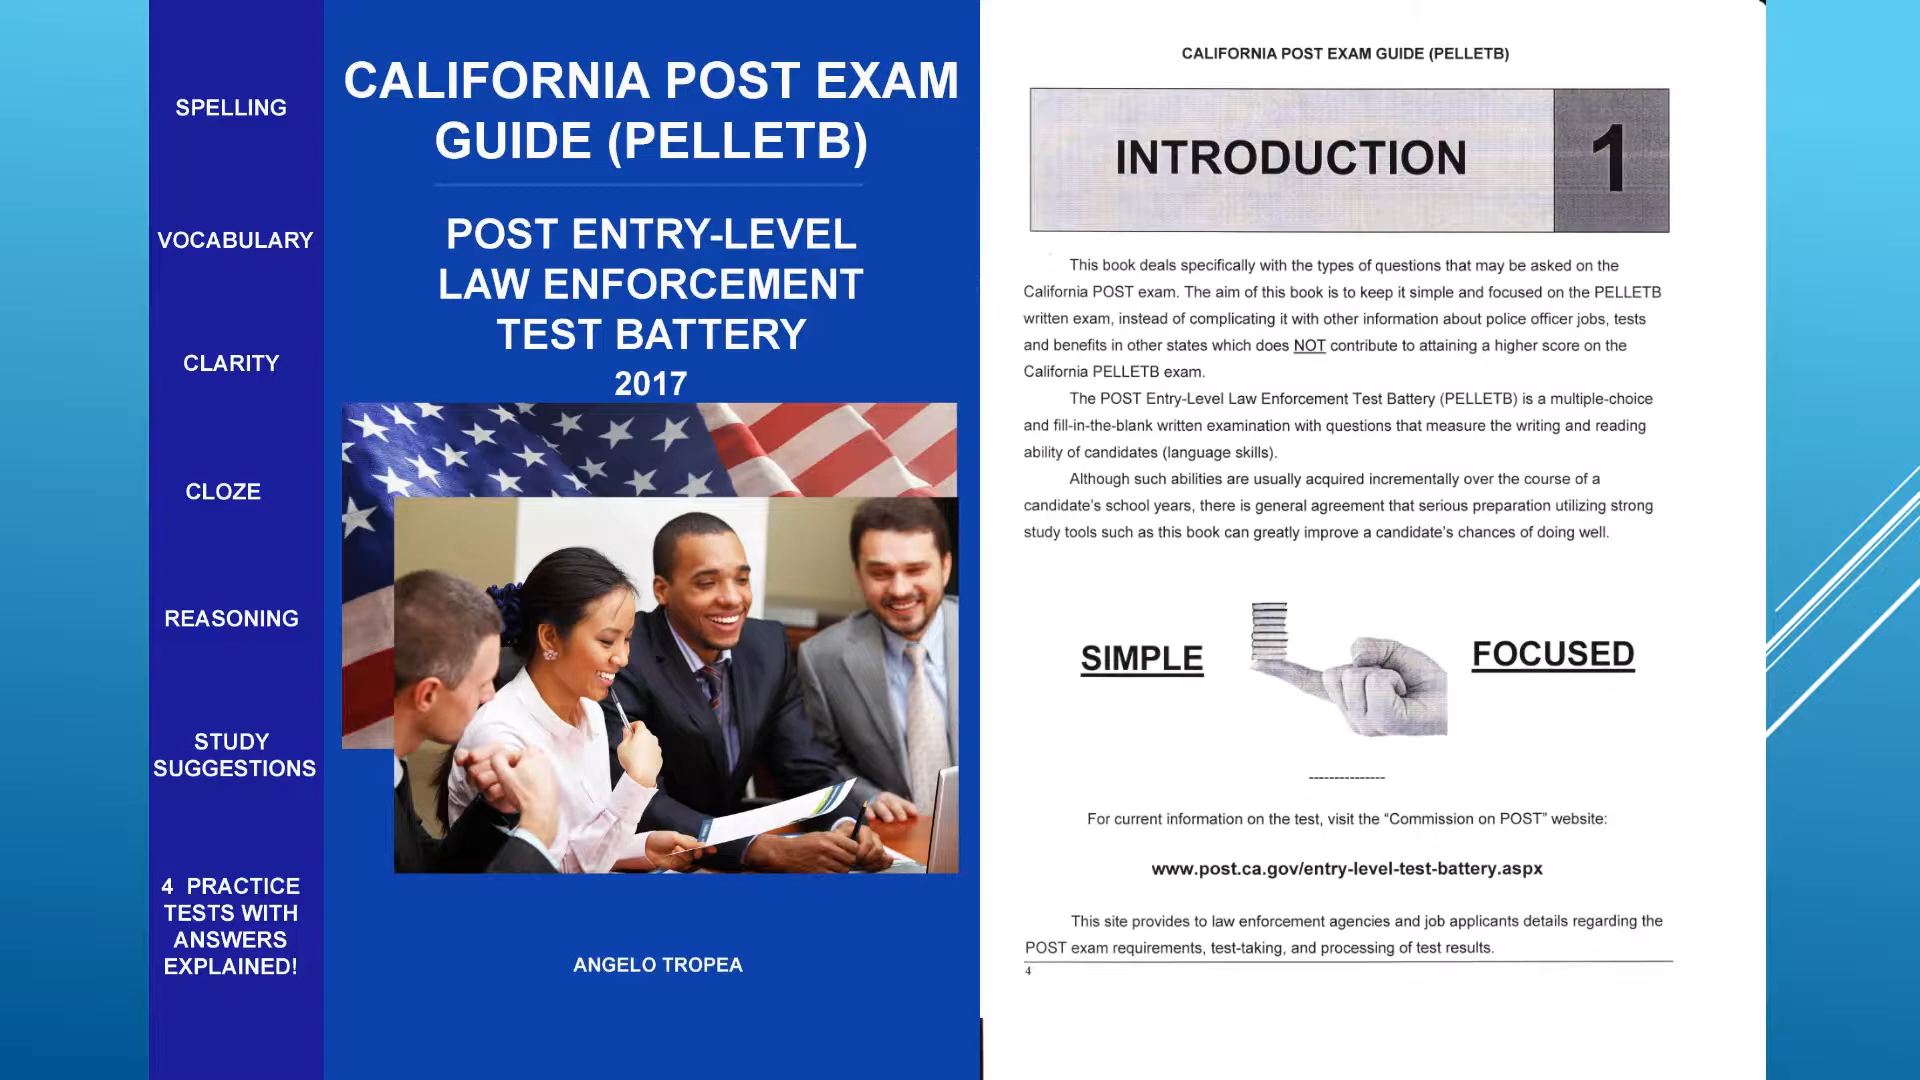 SPELLING
VOCABULARY
CLARITY
CLOZE
REASONING
STUDY
SUGGESTIONS
4 PRACTICE
TESTS WITH
ANSWERS
EXPLAINED!
CALIFORNIA POST EXAM
GUIDE (PELLETB)
POST ENTRY-LEVEL
LAW ENFORCEMENT
TEST BATTERY
2017
ANGELO TROPEA
CALIFORNIA POST EXAM GUIDE (PELLETB)
INTRODUCTION
1
This book deals specifically with the types of questions that may be asked on the
California POST exam. The aim of this book is to keep it simple and focused on the PELLETB
written exam, instead of complicating it with other information about police officer jobs, tests
and benefits in other states which does NOT contribute to attaining a higher score on the
California PELLETB exam.
The POST Entry-Level Law Enforcement Test Battery (PELLETB) is a multiple-choice
and fill-in-the-blank written examination with questions that measure the writing and reading
ability of candidates (language skills).
Although such abilities are usually acquired incrementally over the course of a
candidate's school years, there is general agreement that serious preparation utilizing strong
study tools such as this book can greatly improve a candidate's chances of doing well.
SIMPLE
FOCUSED
---------------
For current information on the test, visit the “Commission on POST” website:
www.post.ca.gov/entry-level-test-battery.aspx
This site provides to law enforcement agencies and job applicants details regarding the
POST exam requirements, test-taking, and processing of test results.
4